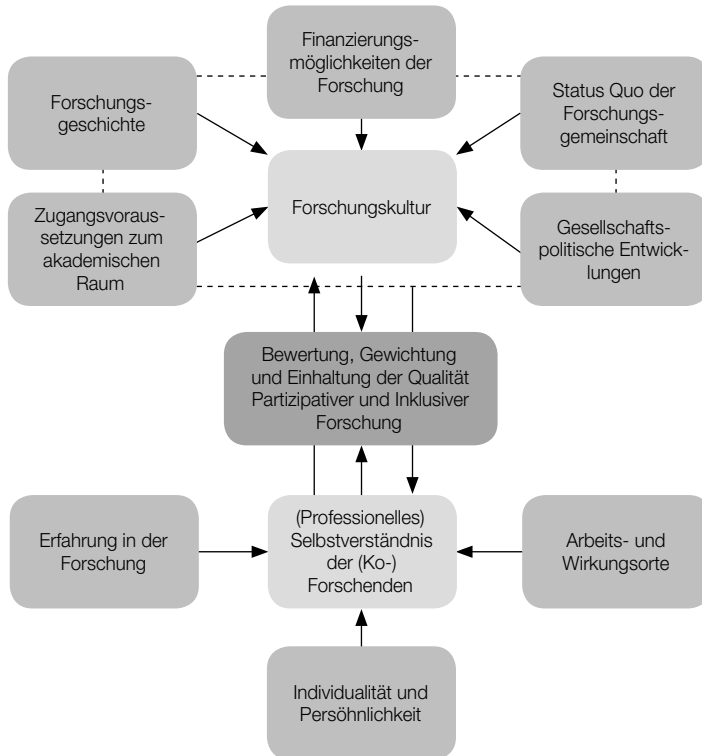 Finanzierungs-
möglichkeiten der
Forschung
Forschungs-
geschichte
Status Quo der
Forschungs-
gemeinschaft
Forschungskultur
Zugangsvoraus-
setzungen zum
akademischen
Raum
Gesellschafts-
politische Entwick-
lungen
Bewertung, Gewichtung
und Einhaltung der Qualität
Partizipativer und Inklusiver
Forschung
Erfahrung in der
Forschung
(Professionelles)
Selbstverständnis
der (Ko-)
Forschenden
Arbeits- und
Wirkungsorte
Individualität und
Persöhnlichkeit